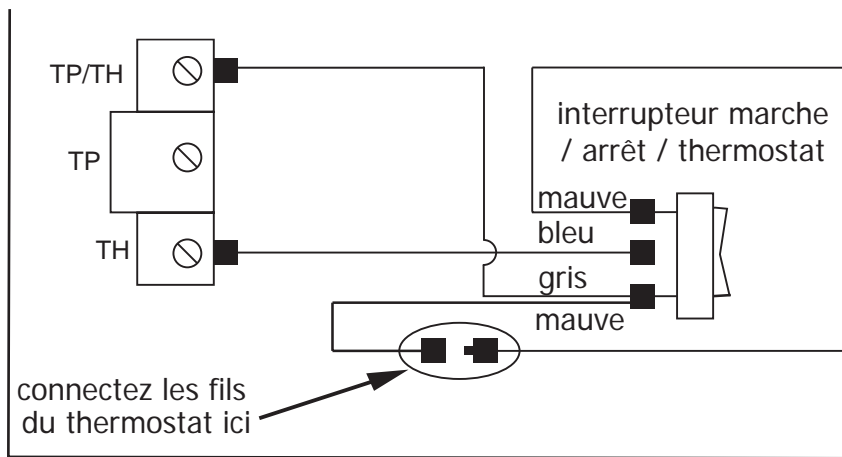 TP/TH
TP
TH
interrupteur marche
/ arrêt / thermostat
mauve
bleu
gris
mauve
connectez les fils
du thermostat ici